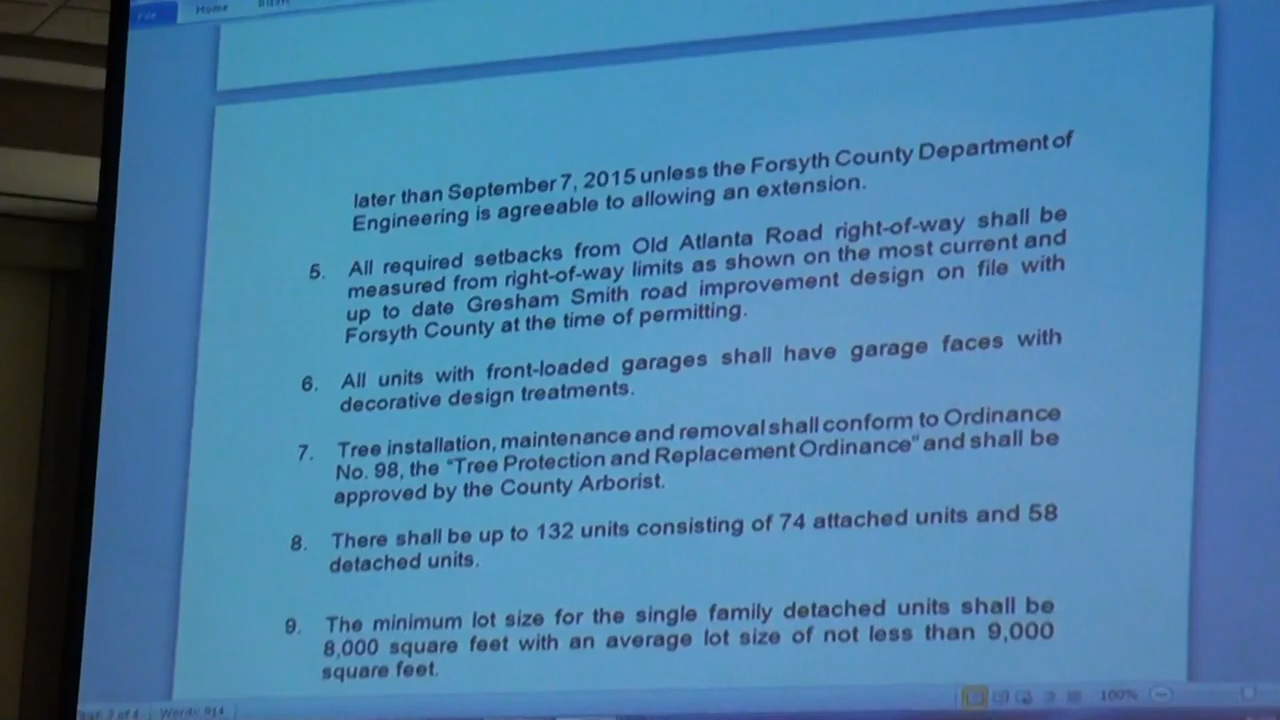 File Home
later than September 7, 2015 unless the Forsyth County Department of
Engineering is agreeable to allowing an extension.
5. All required setbacks from Old Atlanta Road right-of-way shall be
measured from right-of-way limits as shown on the most current and
up to date Gresham Smith road improvement design on file with
Forsyth County at the time of permitting.
6. All units with front-loaded garages shall have garage faces with
decorative design treatments.
7. Tree installation, maintenance and removal shall conform to Ordinance
No. 98, the "Tree Protection and Replacement Ordinance" and shall be
approved by the County Arborist.
8. There shall be up to 132 units consisting of 74 attached units and 58
detached units.
9. The minimum lot size for the single family detached units shall be
8,000 square feet with an average lot size of not less than 9,000
square feet.
of 4 Words: 914 100%